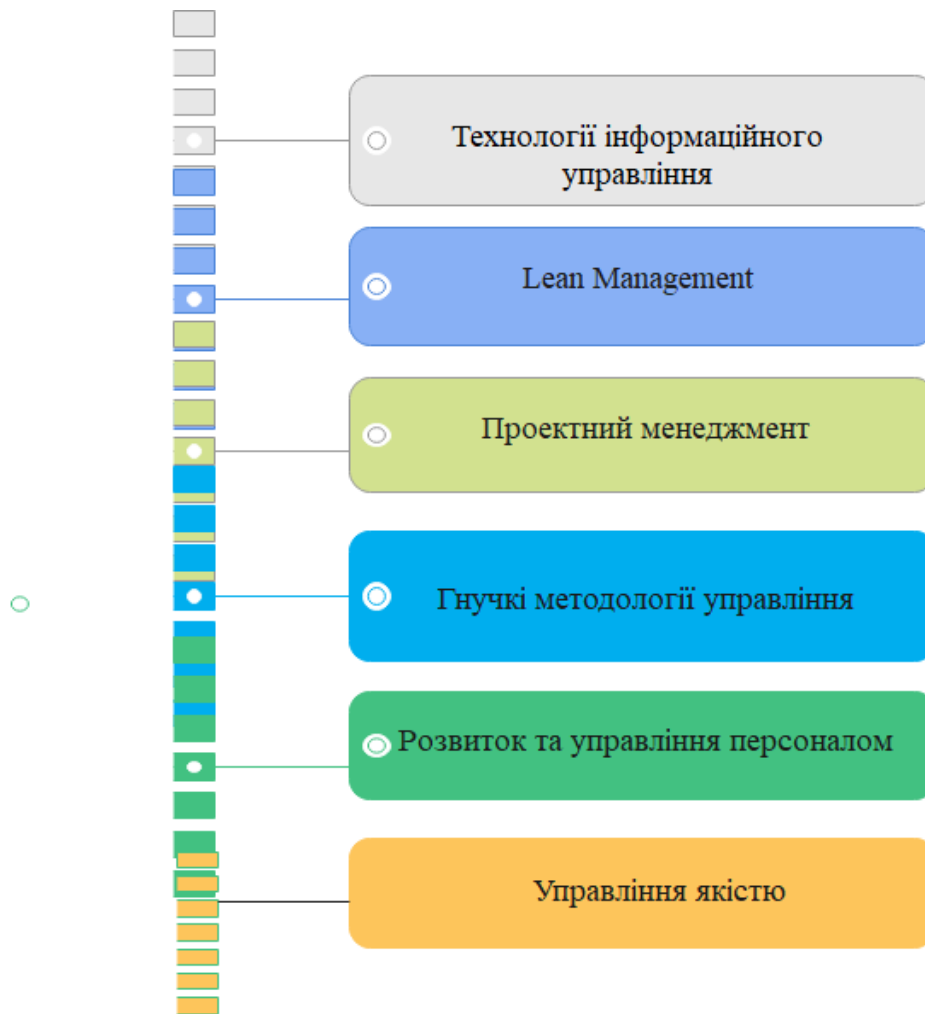 Технології інформаційного
управління
Lean Management
Проектний менеджмент
Гнучкі методології управління
Розвиток та управління персоналом
Управління якістю